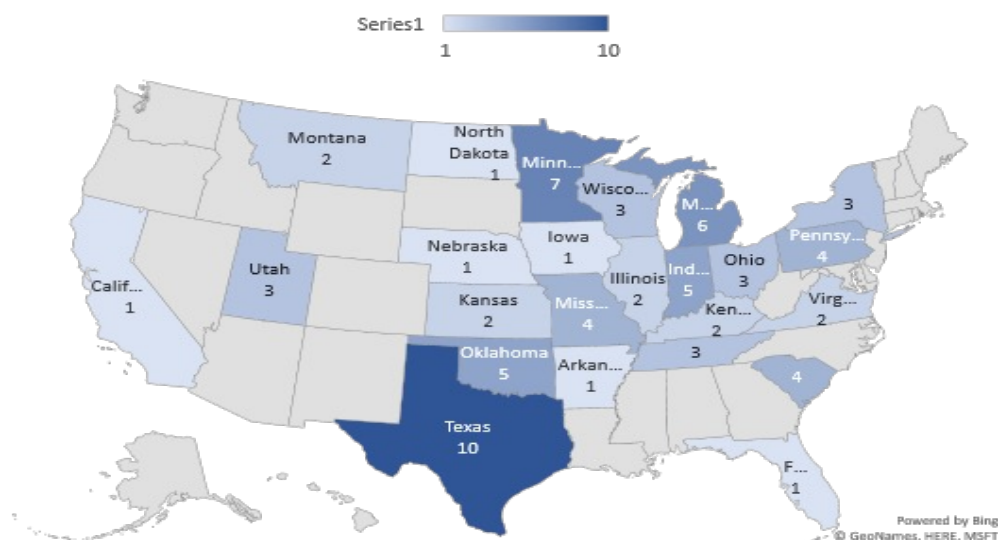 Series1
1 10
Montana
2
North
Dakota
1
Minn...
7
Wisco...
3
M...
6
3
Pennsy...
4
Nebraska
1
Iowa
1
Illinois
2
Ind...
5
Ohio
3
Utah
3
Calif...
1
Kansas
2
Miss...
4
Ken...
2
Virg...
2
Oklahoma
5
Arkan...
1
3
4
Texas
10
F...
1
Powered by Bing
© GeoNames, HERE, MSFT